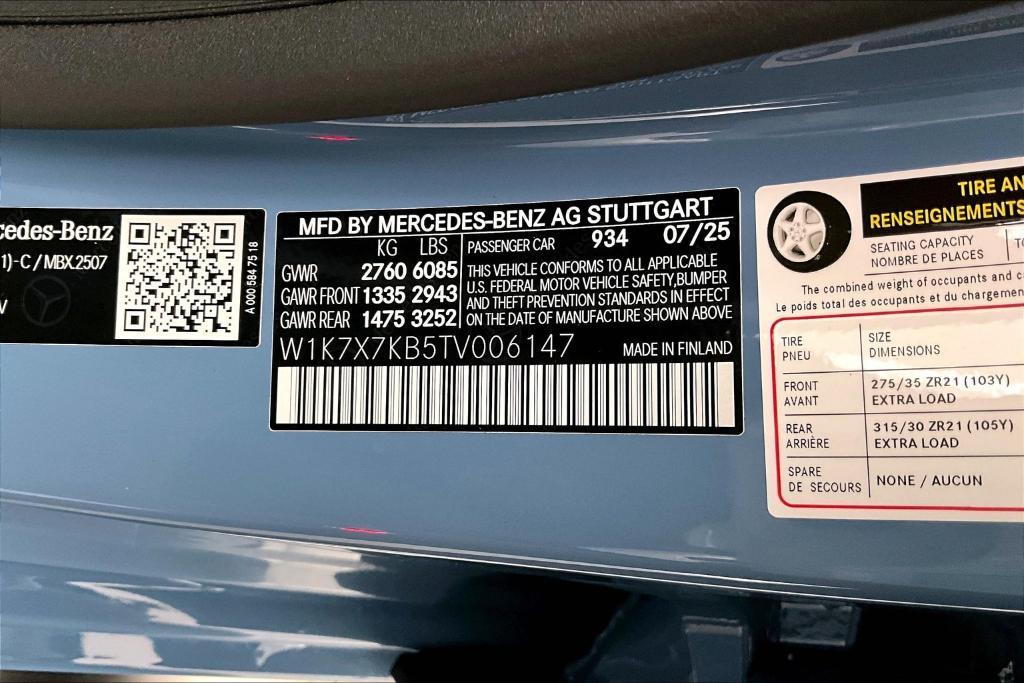 cedes-Benz
1)-C/MBX.2507
V
A 000 584 75 18
MFD BY MERCEDES-BENZ AG STUTTGART
KG LBS
GVWR 2760 6085
GAWR FRONT 1335 2943
GAWR REAR 1475 3252
PASSENGER CAR 934 07/25
THIS VEHICLE CONFORMS TO ALL APPLICABLE
U.S. FEDERAL MOTOR VEHICLE SAFETY,BUMPER
AND THEFT PREVENTION STANDARDS IN EFFECT
ON THE DATE OF MANUFACTURE SHOWN ABOVE
W1K7X7KB5TV006147 MADE IN FINLAND
TIRE AN
RENSEIGNEMENTS
SEATING CAPACITY
NOMBRE DE PLACES
The combined weight of occupants and c
Le poids total des occupants et du chargemen
TIRE SIZE
PNEU DIMENSIONS
FRONT 275/35 ZR21 (103Y)
AVANT EXTRA LOAD
REAR 315/30 ZR21 (105Y)
ARRIÈRE EXTRA LOAD
SPARE
DE SECOURS NONE / AUCUN